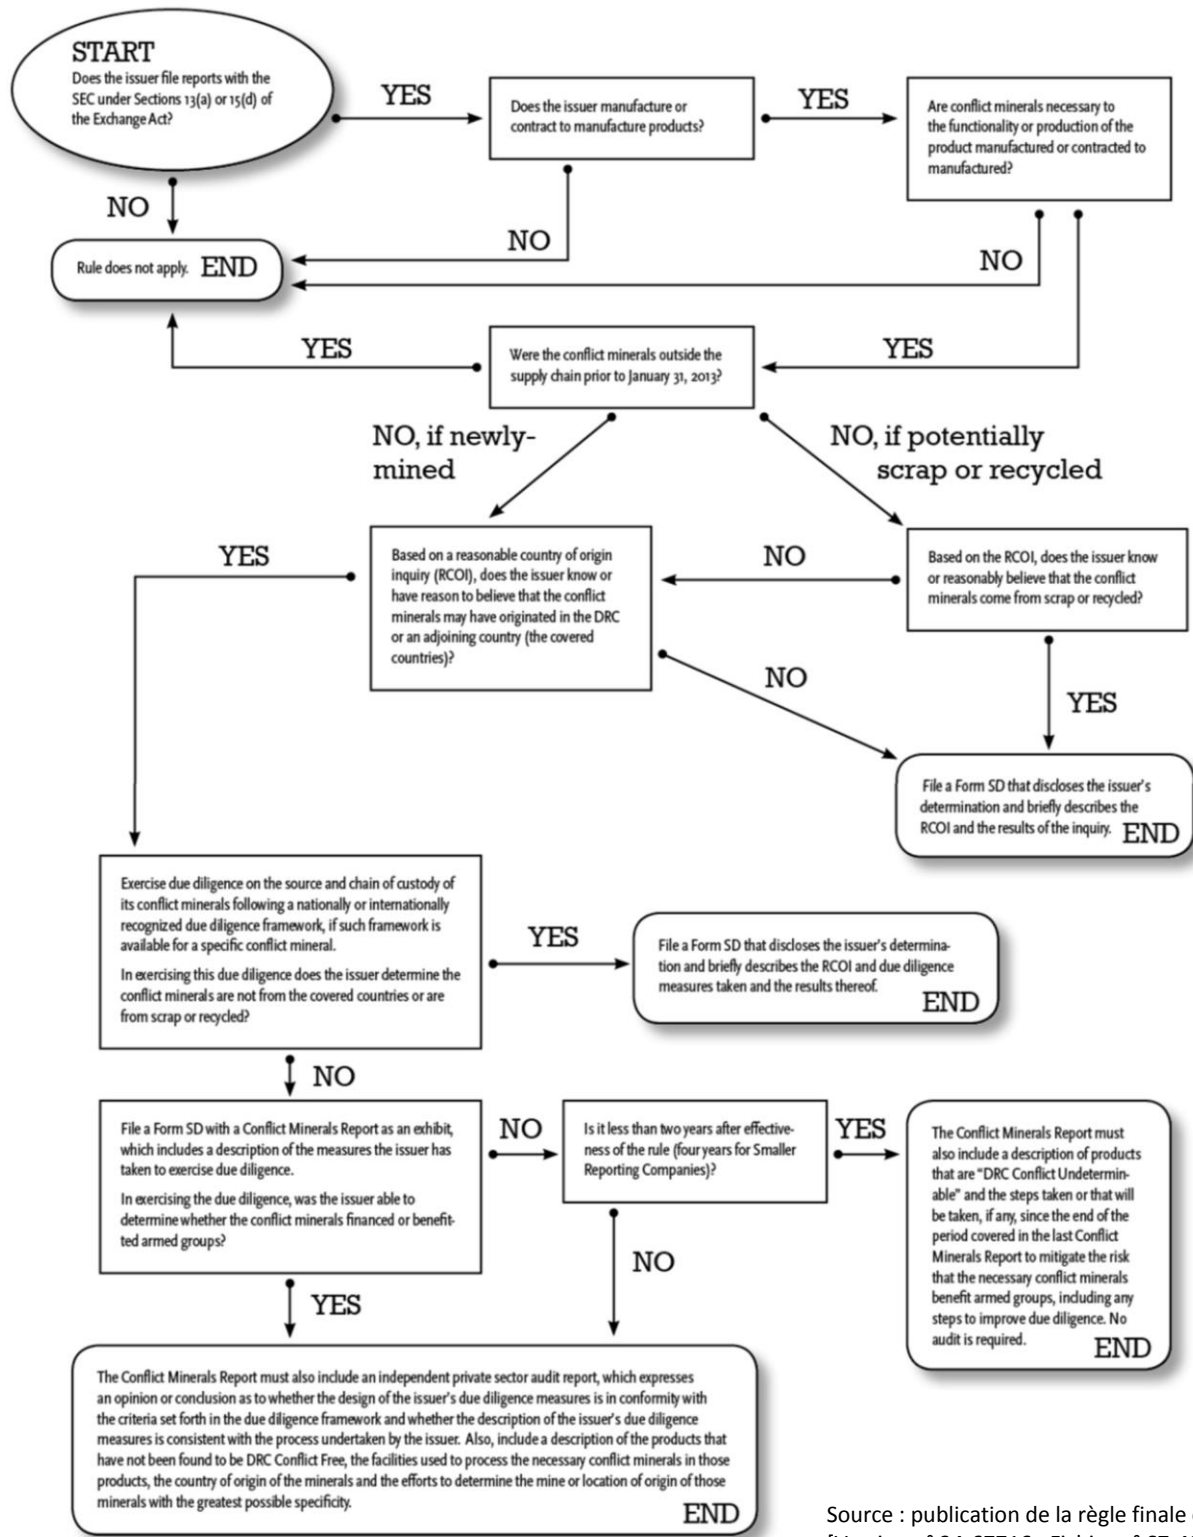 START
Does the issuer file reports with the
SEC under Sections 13(a) or 15(d) of
the Exchange Act?
YES
Does the issuer manufacture or
contract to manufacture products?
YES
Are conflict minerals necessary to
the functionality or production of the
product manufactured or contracted to
manufactured?
NO
NO
NO
Rule does not apply. END
YES
Were the conflict minerals outside the
supply chain prior to January 31, 2013?
YES
NO, if newly-
mined
NO, if potentially
scrap or recycled
YES
Based on a reasonable country of origin
inquiry (RCOI), does the issuer know or
have reason to believe that the conflict
minerals may have originated in the DRC
or an adjoining country (the covered
countries)?
NO
Based on the RCOI, does the issuer know
or reasonably believe that the conflict
minerals come from scrap or recycled?
NO
YES
File a Form SD that discloses the issuer's
determination and briefly describes the
RCOI and the results of the inquiry. END
Exercise due diligence on the source and chain of custody of
its conflict minerals following a nationally or internationally
recognized due diligence framework, if such framework is
available for a specific conflict mineral.
In exercising this due diligence does the issuer determine the
conflict minerals are not from the covered countries or are
from scrap or recycled?
YES
File a Form SD that discloses the issuer's determina-
tion and briefly describes the RCOI and due diligence
measures taken and the results thereof.
END
NO
File a Form SD with a Conflict Minerals Report as an exhibit,
which includes a description of the measures the issuer has
taken to exercise due diligence.
In exercising the due diligence, was the issuer able to
determine whether the conflict minerals financed or benefit-
ted armed groups?
NO
Is it less than two years after effective-
ness of the rule (four years for Smaller
Reporting Companies)?
YES
The Conflict Minerals Report must
also include a description of products
that are "DRC Conflict Undetermin-
able" and the steps taken or that will
be taken, if any, since the end of the
period covered in the last Conflict
Minerals Report to mitigate the risk
that the necessary conflict minerals
benefit armed groups, including any
steps to improve due diligence. No
audit is required.
END
YES
NO
The Conflict Minerals Report must also include an independent private sector audit report, which expresses
an opinion or conclusion as to whether the design of the issuer's due diligence measures is in conformity with
the criteria set forth in the due diligence framework and whether the description of the issuer's due diligence
measures is consistent with the process undertaken by the issuer. Also, include a description of the products that
have not been found to be DRC Conflict Free, the facilities used to process the necessary conflict minerals in those
products, the country of origin of the minerals and the efforts to determine the mine or location of origin of those
minerals with the greatest possible specificity.
END
Source : publication de la règle finale